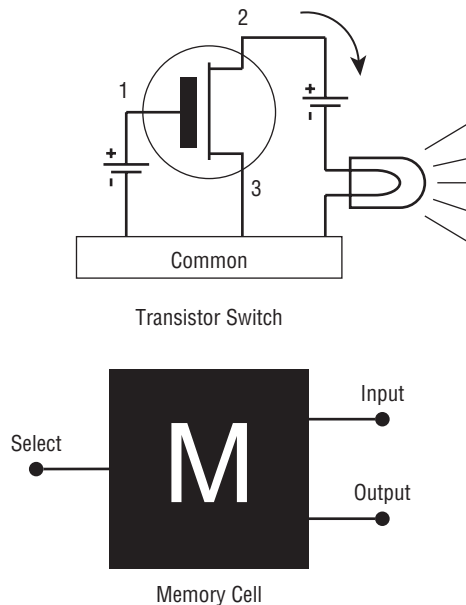 2
1
+
-
+
-
3
Common
Transistor Switch
M
Select
Input
Output
Memory Cell